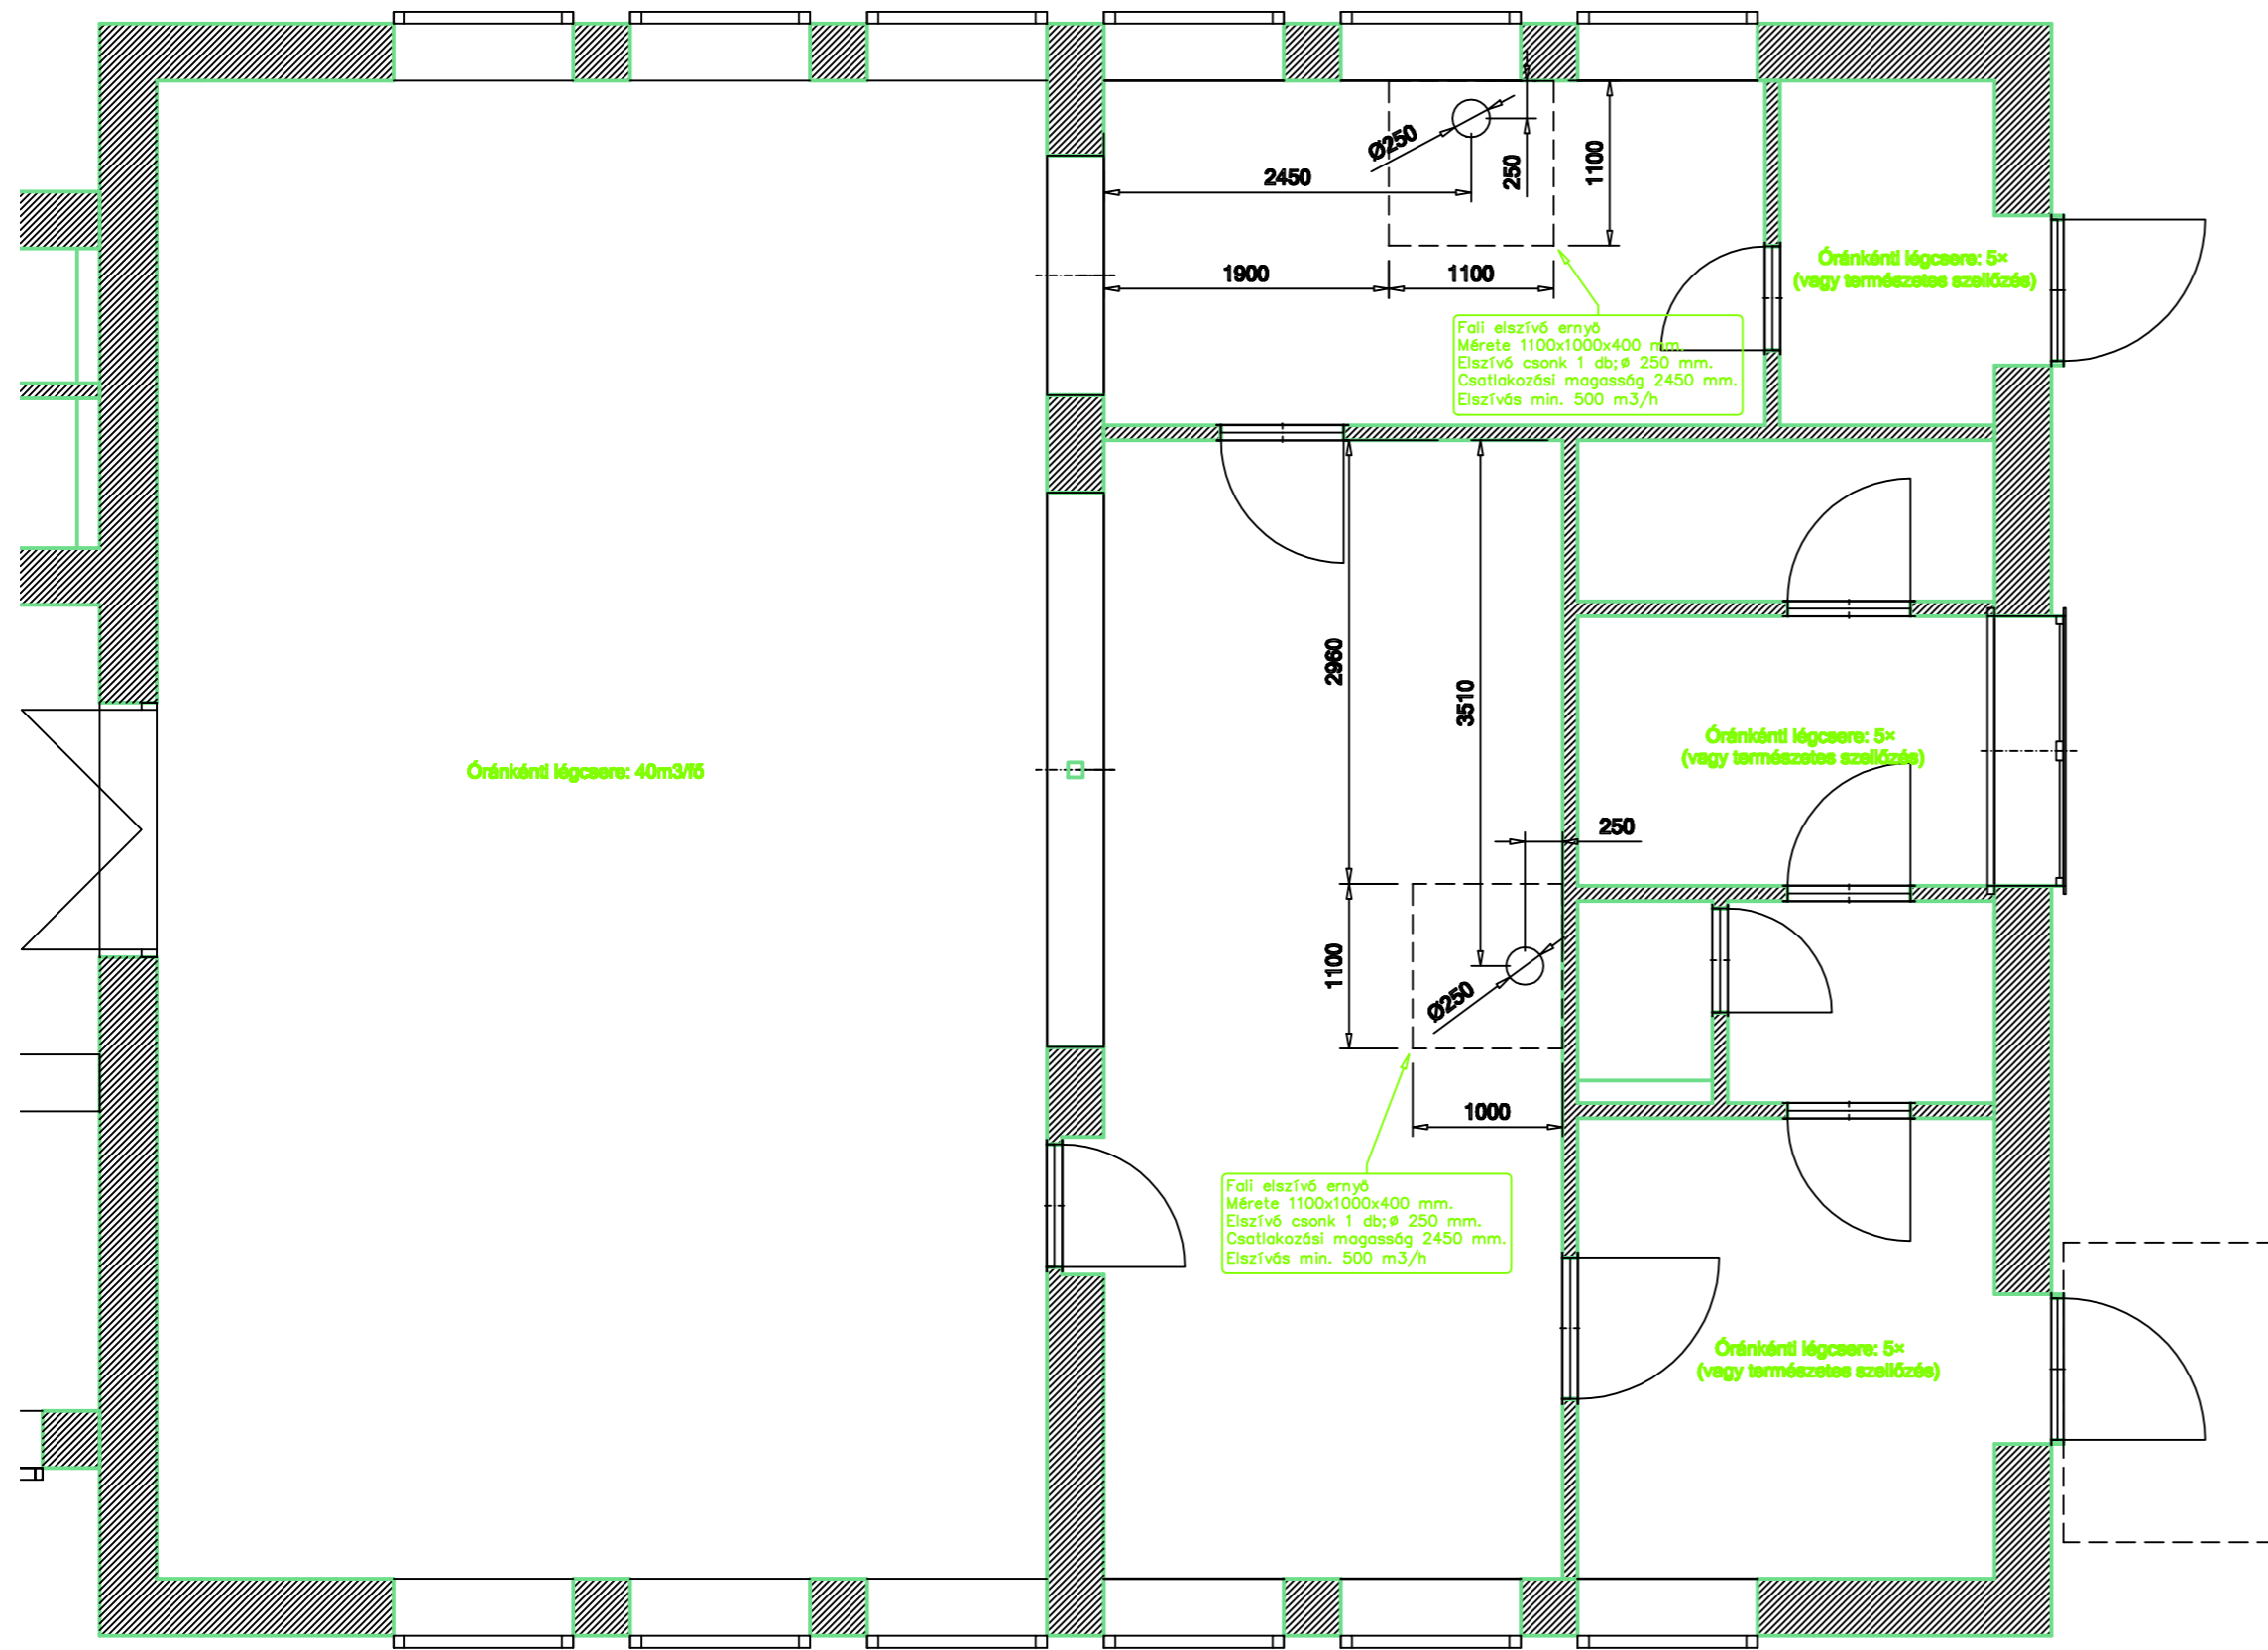 Ø250
2450
250
1100
1900
1100
Óránkénti légcsere: 5×
(vagy természetes szellőzés)
Fali elszívó ernyő
Mérete 1100x1000x400 mm.
Elszívó csonk 1 db;ø 250 mm.
Csatlakozási magasság 2450 mm.
Elszívás min. 500 m3/h
2960
3510
Óránkénti légcsere: 40m3/fő
Óránkénti légcsere: 5×
(vagy természetes szellőzés)
250
1100
Ø250
1000
Fali elszívó ernyő
Mérete 1100x1000x400 mm.
Elszívó csonk 1 db;ø 250 mm.
Csatlakozási magasság 2450 mm.
Elszívás min. 500 m3/h
Óránkénti légcsere: 5×
(vagy természetes szellőzés)